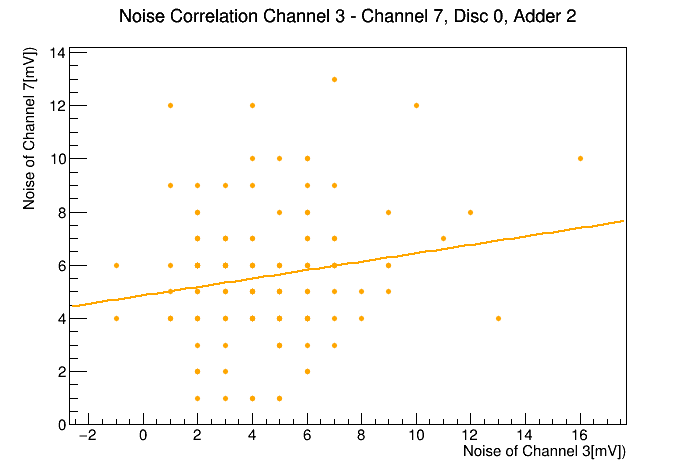 Noise Correlation Channel 3 - Channel 7, Disc 0, Adder 2
Noise of Channel 7[mV])
14
12
10
8
6
4
2
0
−2 0 2 4 6 8 10 12 14 16
Noise of Channel 3[mV])